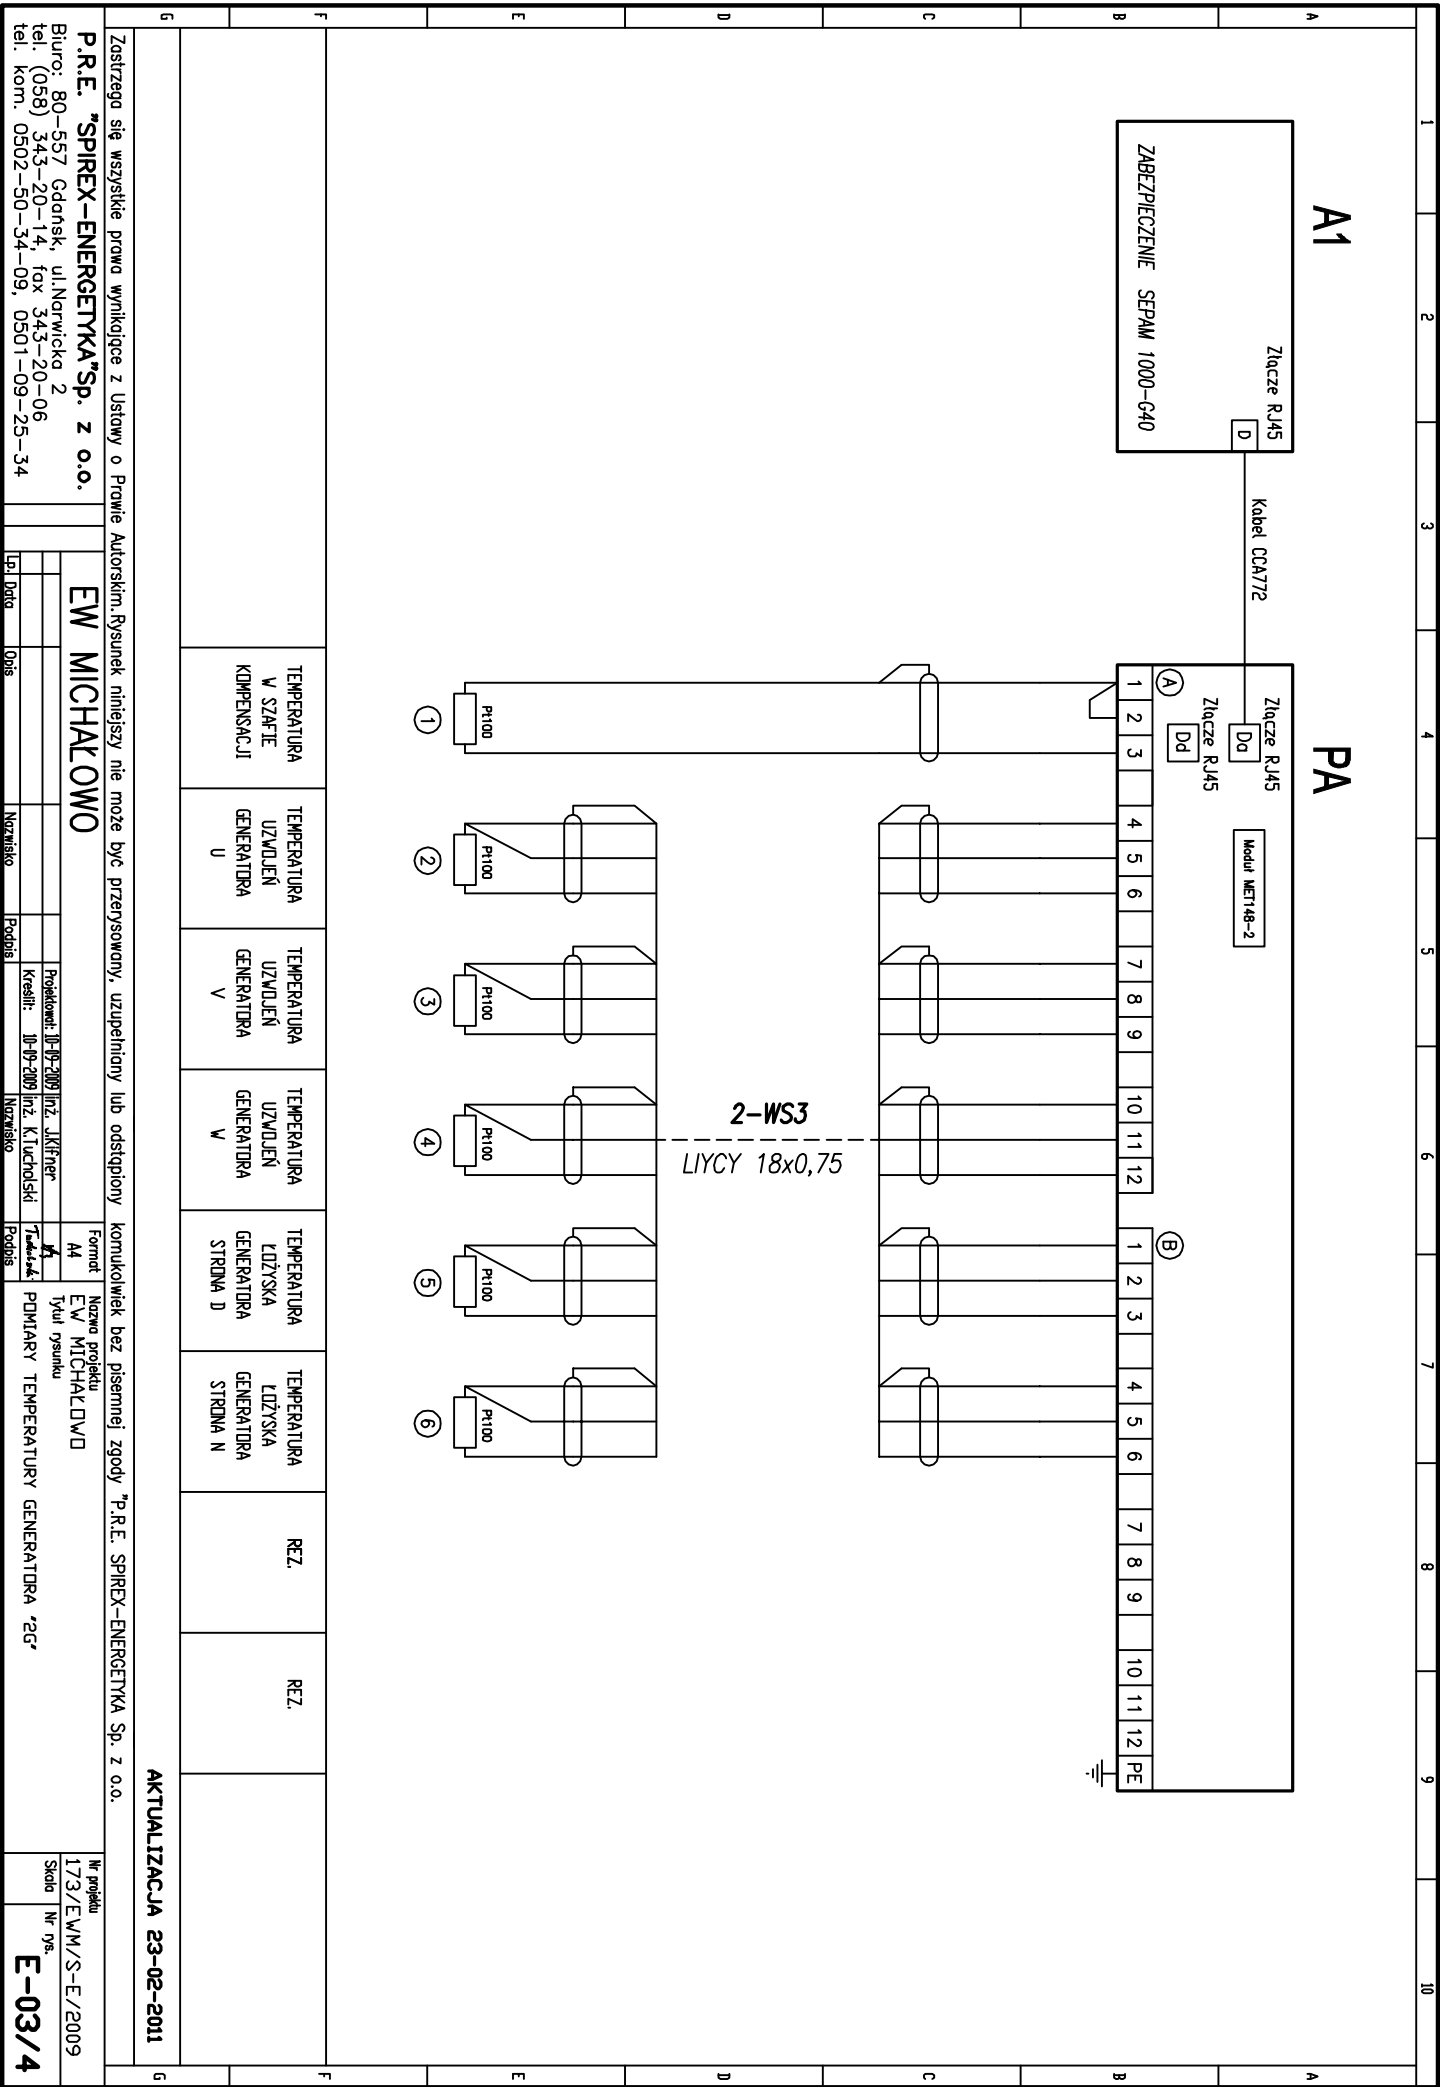 1 2 3 4 5 6 7 8 9 10
A
B
C
D
E
F
G
A
B
C
D
E
F
G
A1
PA
Złącze RJ45
D
ZABEZPIECZENIE SEPAM 1000-G40
Kabel CCA772
Złącze RJ45
Da
Złącze RJ45
Dd
Moduł MET148-2
A
B
1 2 3 4 5 6 7 8 9 10 11 12
1 2 3 4 5 6 7 8 9 10 11 12 PE
2-WS3
LIYCY 18x0,75
Pt100
Pt100
Pt100
Pt100
Pt100
Pt100
1
2
3
4
5
6
TEMPERATURA
W SZAFIE
KOMPENSACJI
TEMPERATURA
UZWOJEŃ
GENERATORA
U
TEMPERATURA
UZWOJEŃ
GENERATORA
V
TEMPERATURA
UZWOJEŃ
GENERATORA
W
TEMPERATURA
ŁOŻYSKA
GENERATORA
STRONA D
TEMPERATURA
ŁOŻYSKA
GENERATORA
STRONA N
REZ.
REZ.
AKTUALIZACJA 23-02-2011
Zastrzega się wszystkie prawa wynikające z Ustawy o Prawie Autorskim.Rysunek niniejszy nie może być przerysowany, uzupełniany lub odstąpiony komukolwiek bez pisemnej zgody "P.R.E. SPIREX-ENERGETYKA Sp. z o.o.
P.R.E. "SPIREX-ENERGETYKA"Sp. z o.o.
Biuro: 80-557 Gdańsk, ul.Narwicka 2
tel. (058) 343-20-14, fax 343-20-06
tel. kom. 0502-50-34-09, 0501-09-25-34
EW MICHAŁOWO
Lp. Data Opis Nazwisko Podpis
Projektował: 10-09-2009 inż. J.Kifner
Kreślił: 10-09-2009 inż. K.Tucholski
Nazwisko Podpis
Format
A4
Nazwa projektu
EW MICHAŁOWO
Tytuł rysunku
POMIARY TEMPERATURY GENERATORA "2G"
Nr projektu
173/EWM/S-E/2009
Skala
Nr rys.
E-03/4